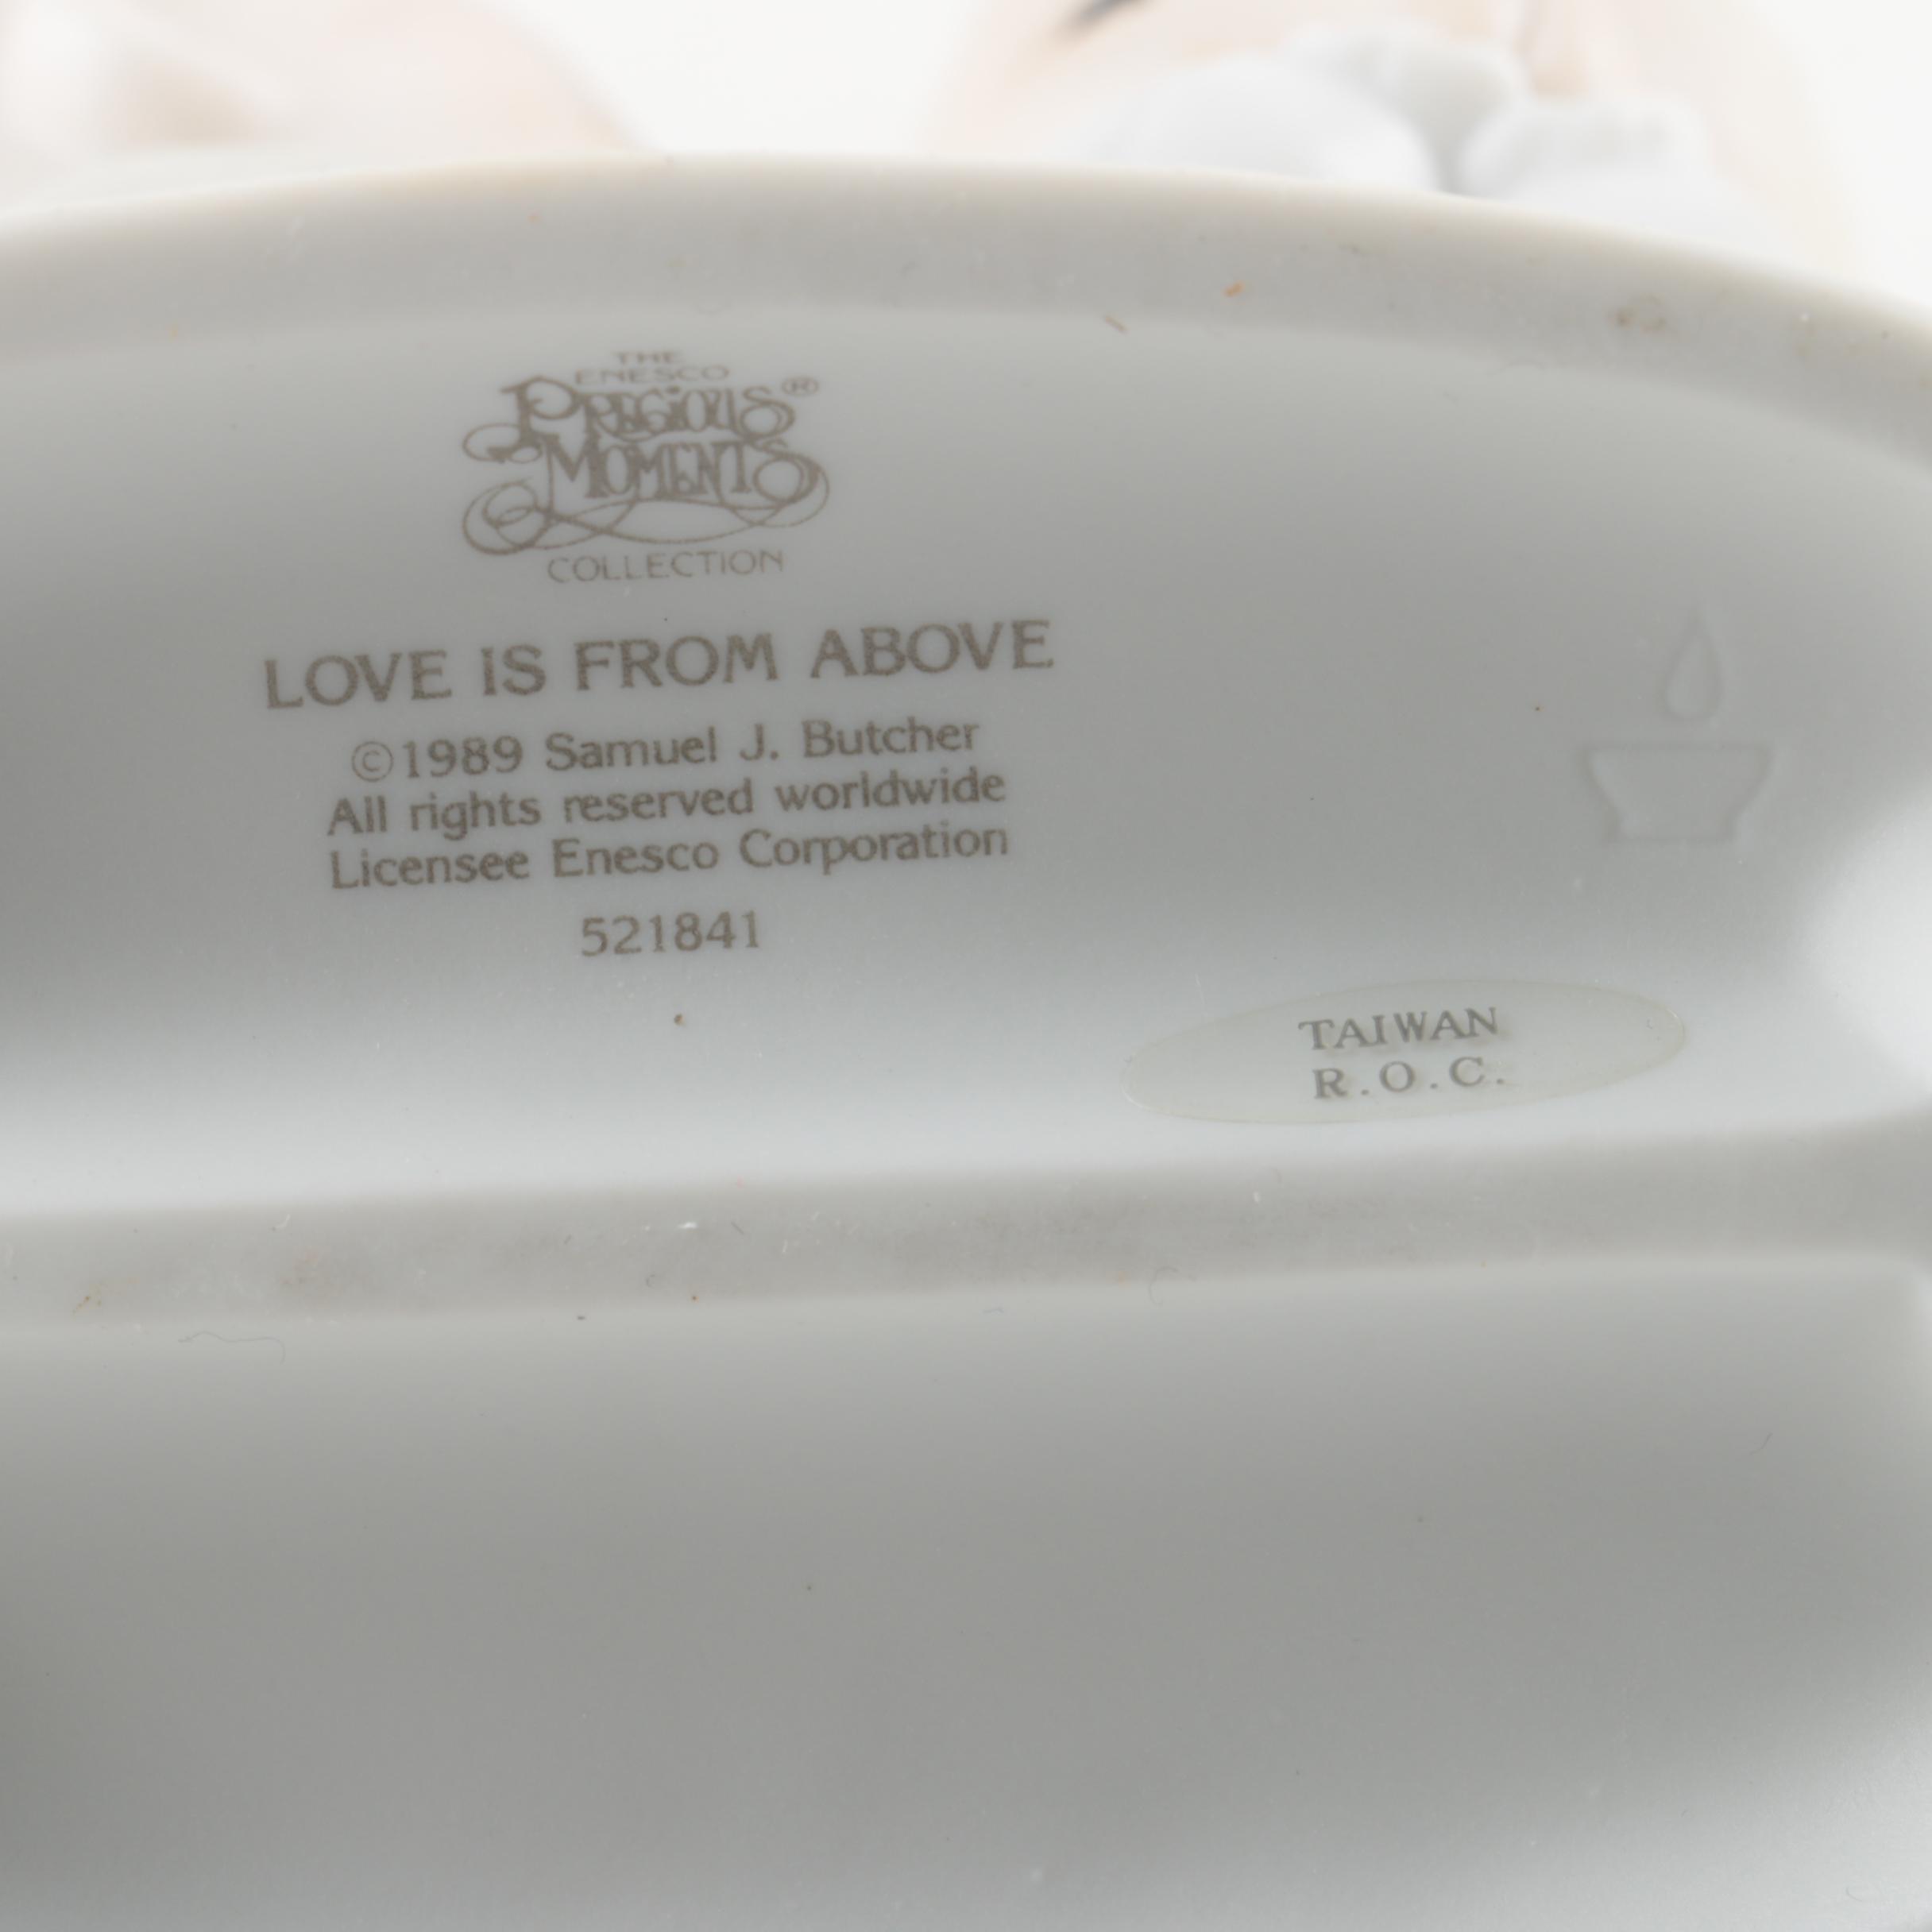 THE
ENESCO
PRECIOUS®
MOMENTS
COLLECTION
LOVE IS FROM ABOVE
©1989 Samuel J. Butcher
All rights reserved worldwide
Licensee Enesco Corporation
521841
TAIWAN
R.O.C.